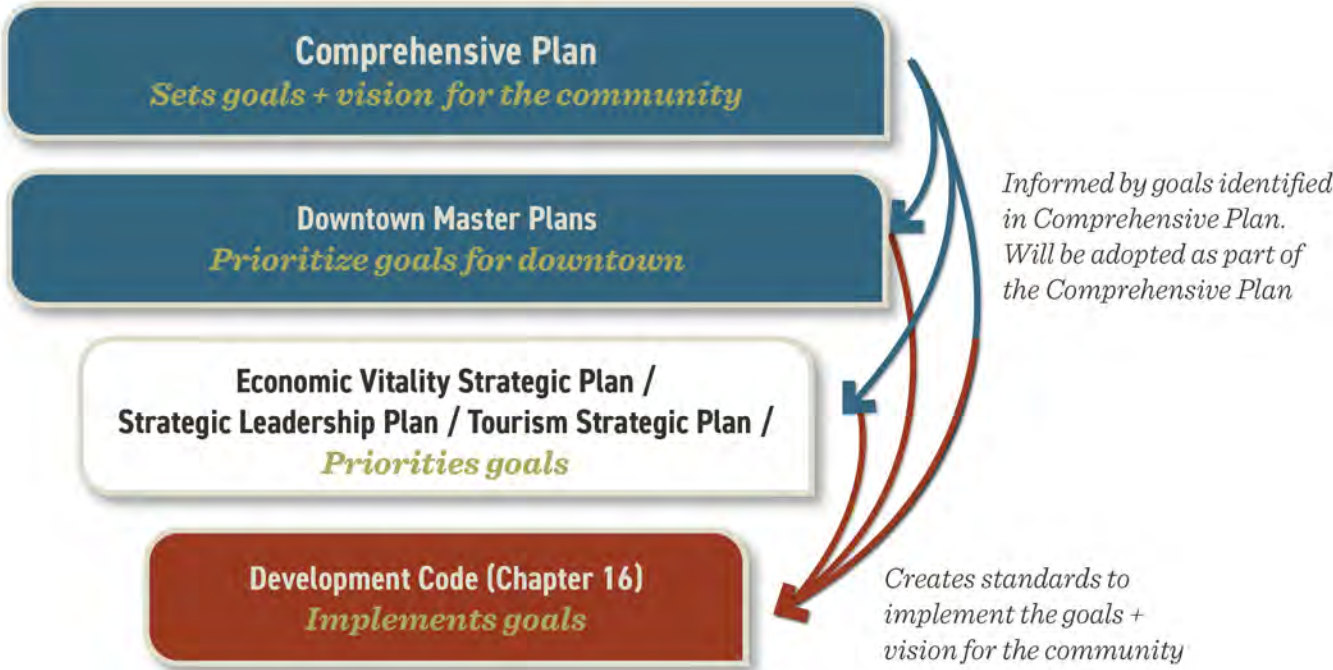 Comprehensive Plan
Sets goals + vision for the community
Downtown Master Plans
Prioritize goals for downtown
Informed by goals identified
in Comprehensive Plan.
Will be adopted as part of
the Comprehensive Plan
Economic Vitality Strategic Plan /
Strategic Leadership Plan / Tourism Strategic Plan /
Priorities goals
Development Code (Chapter 16)
Implements goals
Creates standards to
implement the goals +
vision for the community